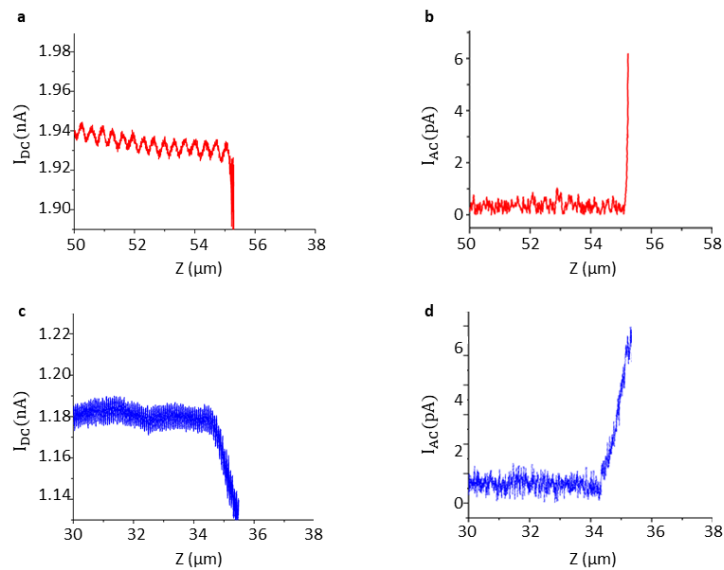 a
I_DC(nA)
1.98
1.96
1.94
1.92
1.90
50 52 54 56 38
Z (µm)
b
I_AC(pA)
6
4
2
0
50 52 54 56 58
Z (µm)
c
I_DC(nA)
1.22
1.20
1.18
1.16
1.14
30 32 34 36 38
Z (µm)
d
I_AC(pA)
6
4
2
2
0
30 32 34 36 38
Z (µm)